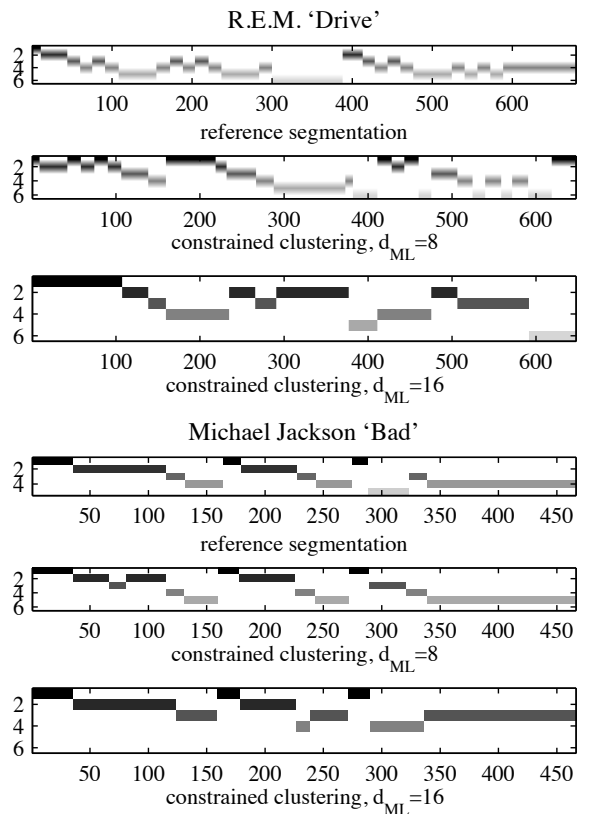 R.E.M. ‘Drive’
2
4
6
100 200 300 400 500 600
reference segmentation
2
4
6
100 200 300 400 500 600
constrained clustering, dML=8
2
4
6
100 200 300 400 500 600
constrained clustering, dML=16
Michael Jackson ‘Bad’
2
4
50 100 150 200 250 300 350 400 450
reference segmentation
2
4
6
50 100 150 200 250 300 350 400 450
constrained clustering, dML=8
2
4
6
50 100 150 200 250 300 350 400 450
constrained clustering, dML=16